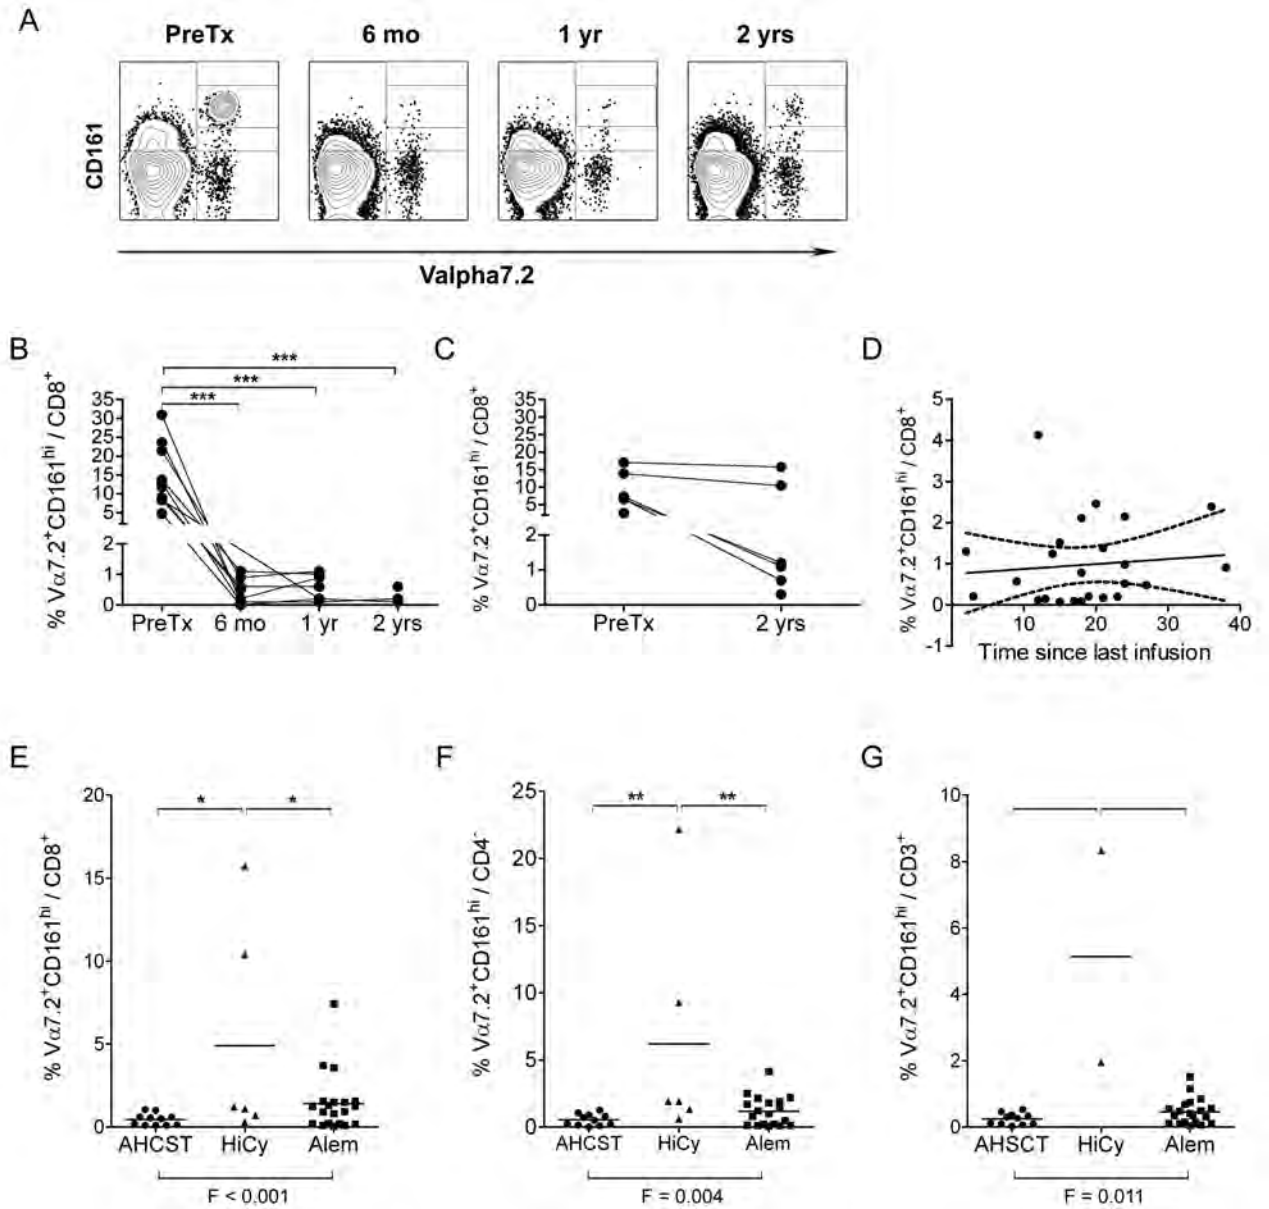 A
PreTx 6 mo 1 yr 2 yrs
CD161
Valpha7.2
B
% Vα7.2⁺CD161ʰⁱ / CD8⁺
***
***
***
35
30
25
20
15
10
5
2
1
0
PreTx 6 mo 1 yr 2 yrs
C
% Vα7.2⁺CD161ʰⁱ / CD8⁺
35
30
25
20
15
10
5
2
1
0
PreTx 2 yrs
D
% Vα7.2⁺CD161ʰⁱ / CD8⁺
5
4
3
2
1
0
-1
10 20 30 40
Time since last infusion
E
% Vα7.2⁺CD161ʰⁱ / CD8⁺
* *
20
15
10
5
0
AHCST HiCy Alem
F < 0.001
F
% Vα7.2⁺CD161ʰⁱ / CD4⁻
** **
25
20
15
10
5
0
AHCST HiCy Alem
F = 0.004
G
% Vα7.2⁺CD161ʰⁱ / CD3⁺
10
8
6
4
2
0
AHSCT HiCy Alem
F = 0.011